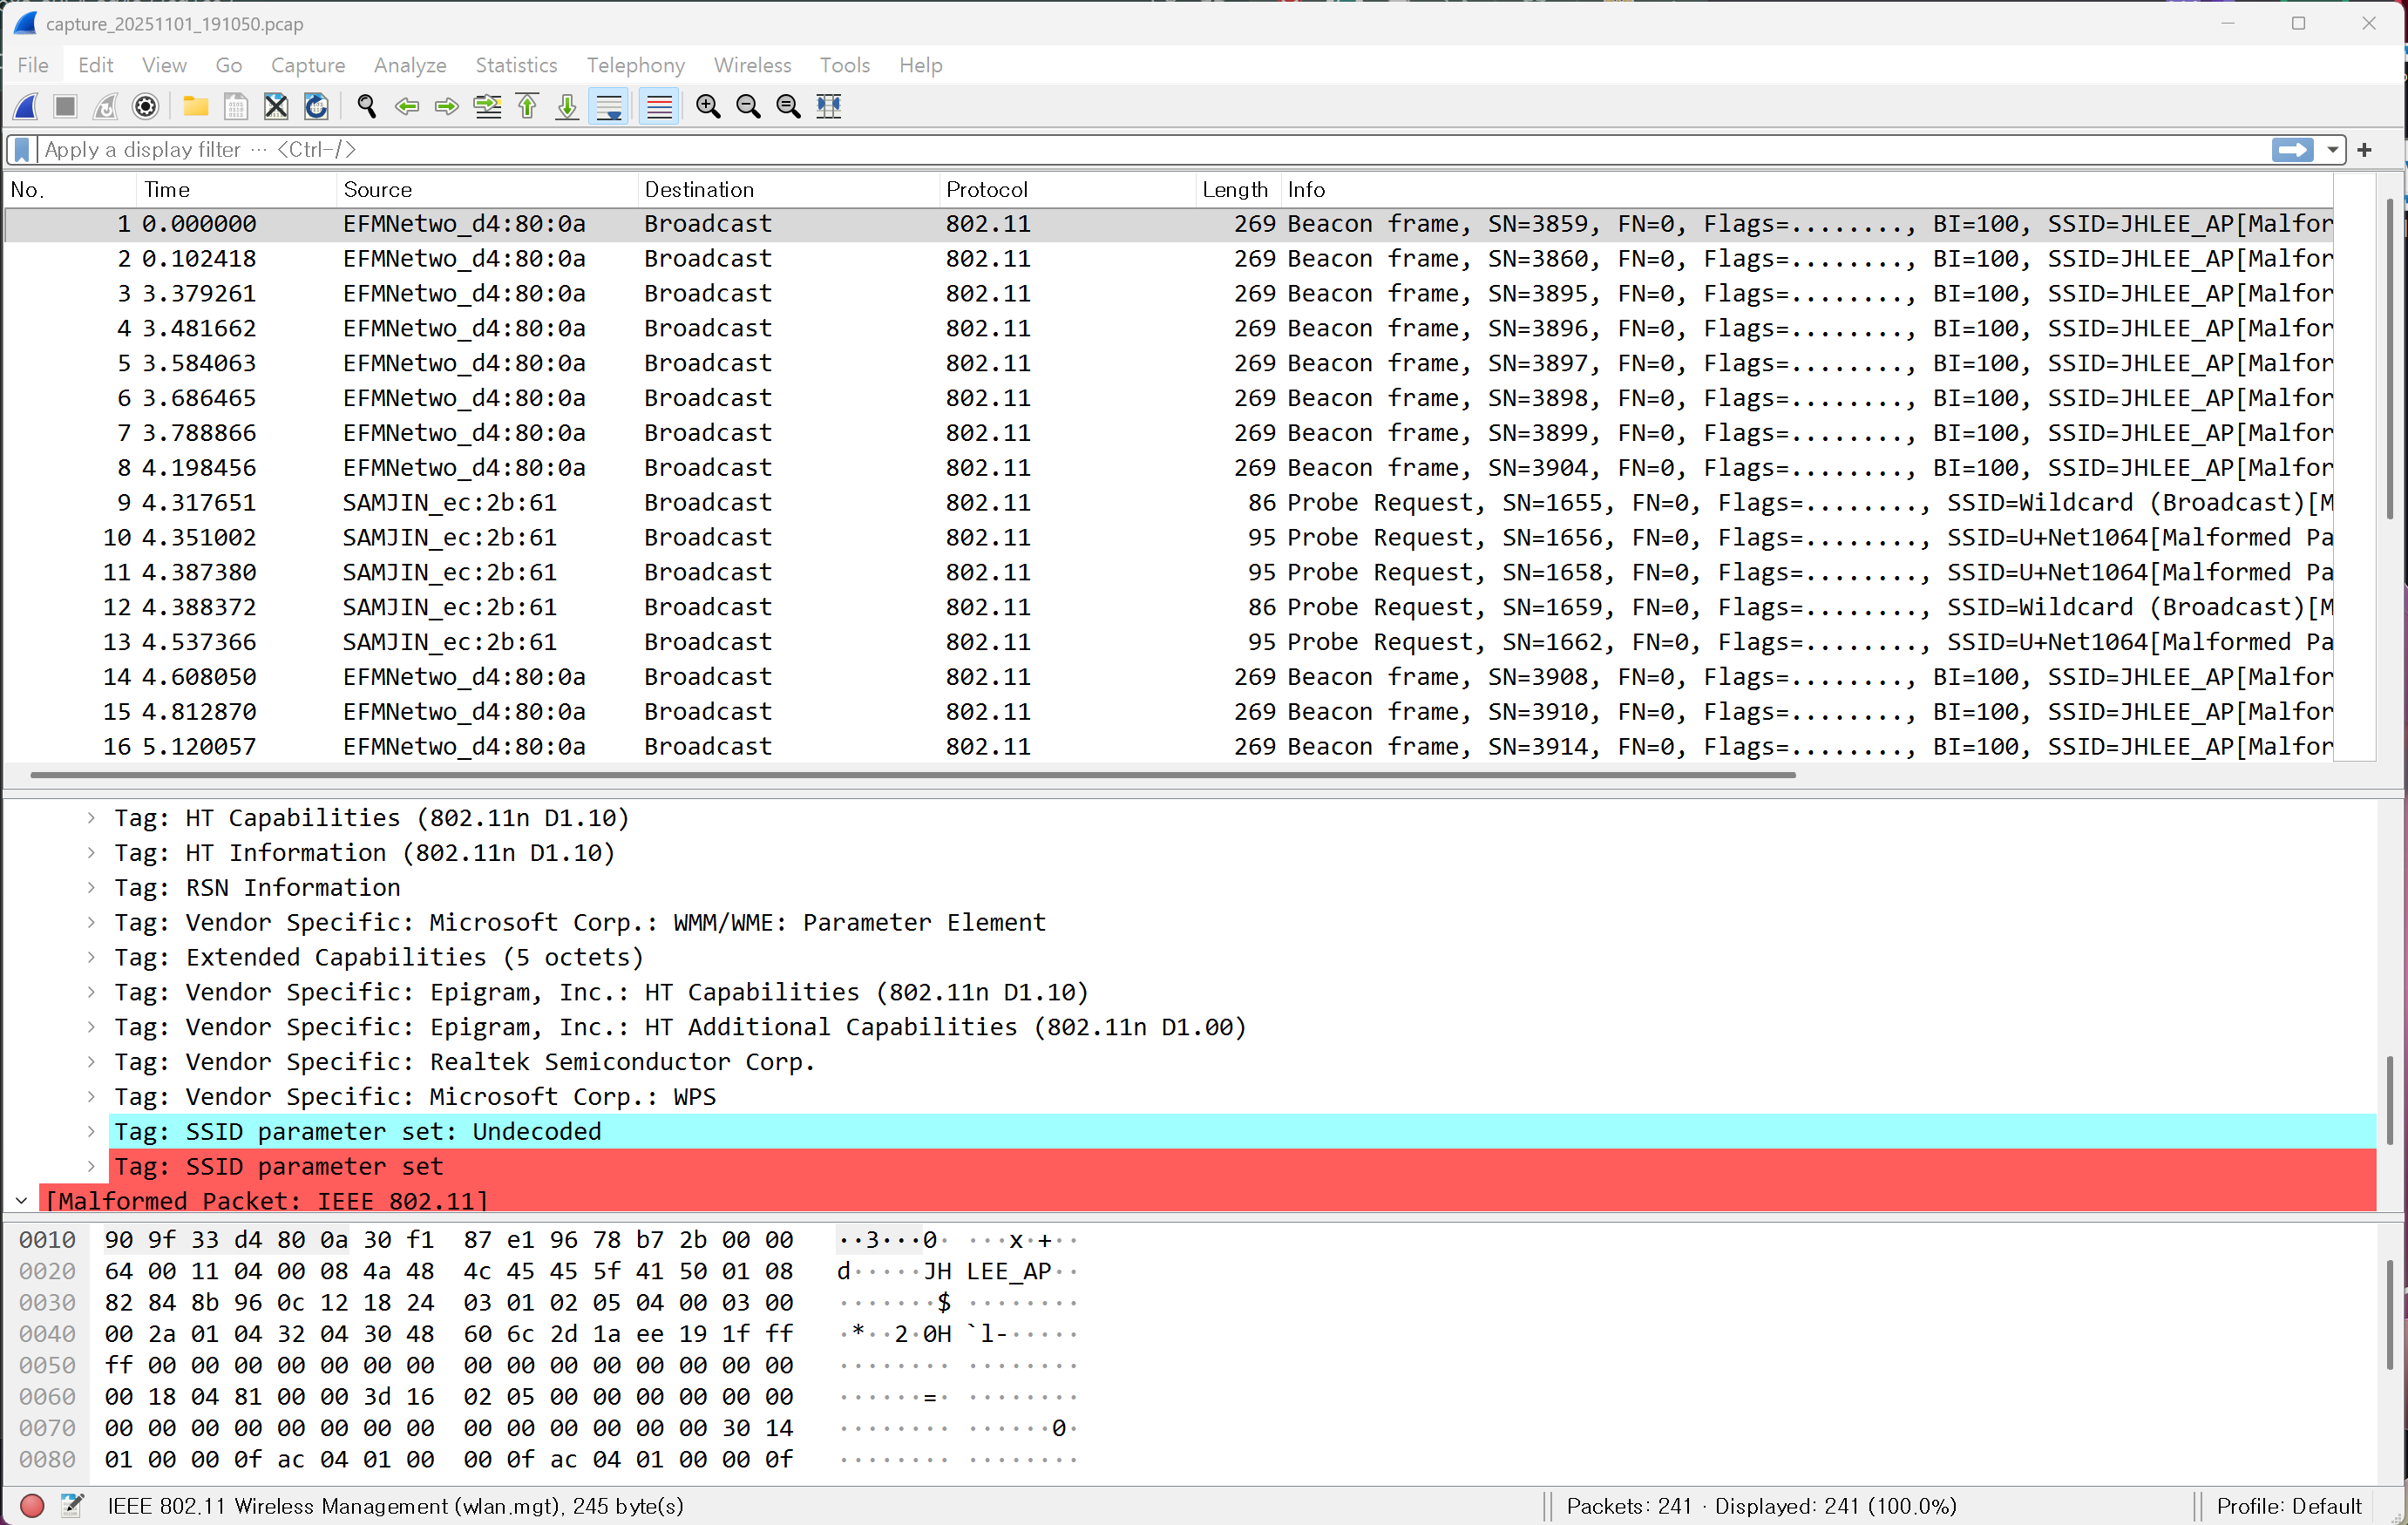 capture_20251101_191050.pcap
File Edit View Go Capture Analyze Statistics Telephony Wireless Tools Help
Apply a display filter ··· <Ctrl-/>
No. Time Source Destination Protocol Length Info
1 0.000000 EFMNetwo_d4:80:0a Broadcast 802.11 269 Beacon frame, SN=3859, FN=0, Flags=........, BI=100, SSID=JHLEE_AP[Malfor
2 0.102418 EFMNetwo_d4:80:0a Broadcast 802.11 269 Beacon frame, SN=3860, FN=0, Flags=........, BI=100, SSID=JHLEE_AP[Malfor
3 3.379261 EFMNetwo_d4:80:0a Broadcast 802.11 269 Beacon frame, SN=3895, FN=0, Flags=........, BI=100, SSID=JHLEE_AP[Malfor
4 3.481662 EFMNetwo_d4:80:0a Broadcast 802.11 269 Beacon frame, SN=3896, FN=0, Flags=........, BI=100, SSID=JHLEE_AP[Malfor
5 3.584063 EFMNetwo_d4:80:0a Broadcast 802.11 269 Beacon frame, SN=3897, FN=0, Flags=........, BI=100, SSID=JHLEE_AP[Malfor
6 3.686465 EFMNetwo_d4:80:0a Broadcast 802.11 269 Beacon frame, SN=3898, FN=0, Flags=........, BI=100, SSID=JHLEE_AP[Malfor
7 3.788866 EFMNetwo_d4:80:0a Broadcast 802.11 269 Beacon frame, SN=3899, FN=0, Flags=........, BI=100, SSID=JHLEE_AP[Malfor
8 4.198456 EFMNetwo_d4:80:0a Broadcast 802.11 269 Beacon frame, SN=3904, FN=0, Flags=........, BI=100, SSID=JHLEE_AP[Malfor
9 4.317651 SAMJIN_ec:2b:61 Broadcast 802.11 86 Probe Request, SN=1655, FN=0, Flags=........, SSID=Wildcard (Broadcast)[M
10 4.351002 SAMJIN_ec:2b:61 Broadcast 802.11 95 Probe Request, SN=1656, FN=0, Flags=........, SSID=U+Net1064[Malformed Pa
11 4.387380 SAMJIN_ec:2b:61 Broadcast 802.11 95 Probe Request, SN=1658, FN=0, Flags=........, SSID=U+Net1064[Malformed Pa
12 4.388372 SAMJIN_ec:2b:61 Broadcast 802.11 86 Probe Request, SN=1659, FN=0, Flags=........, SSID=Wildcard (Broadcast)[M
13 4.537366 SAMJIN_ec:2b:61 Broadcast 802.11 95 Probe Request, SN=1662, FN=0, Flags=........, SSID=U+Net1064[Malformed Pa
14 4.608050 EFMNetwo_d4:80:0a Broadcast 802.11 269 Beacon frame, SN=3908, FN=0, Flags=........, BI=100, SSID=JHLEE_AP[Malfor
15 4.812870 EFMNetwo_d4:80:0a Broadcast 802.11 269 Beacon frame, SN=3910, FN=0, Flags=........, BI=100, SSID=JHLEE_AP[Malfor
16 5.120057 EFMNetwo_d4:80:0a Broadcast 802.11 269 Beacon frame, SN=3914, FN=0, Flags=........, BI=100, SSID=JHLEE_AP[Malfor
Tag: HT Capabilities (802.11n D1.10)
Tag: HT Information (802.11n D1.10)
Tag: RSN Information
Tag: Vendor Specific: Microsoft Corp.: WMM/WME: Parameter Element
Tag: Extended Capabilities (5 octets)
Tag: Vendor Specific: Epigram, Inc.: HT Capabilities (802.11n D1.10)
Tag: Vendor Specific: Epigram, Inc.: HT Additional Capabilities (802.11n D1.00)
Tag: Vendor Specific: Realtek Semiconductor Corp.
Tag: Vendor Specific: Microsoft Corp.: WPS
Tag: SSID parameter set: Undecoded
Tag: SSID parameter set
[Malformed Packet: IEEE 802.11]
0010 90 9f 33 d4 80 0a 30 f1 87 e1 96 78 b7 2b 00 00 ··3···0· ···x·+··
0020 64 00 11 04 00 08 4a 48 4c 45 45 5f 41 50 01 08 d·····JH LEE_AP··
0030 82 84 8b 96 0c 12 18 24 03 01 02 05 04 00 03 00 ·······$ ········
0040 00 2a 01 04 32 04 30 48 60 6c 2d 1a ee 19 1f ff ·*··2·0H `l-·····
0050 ff 00 00 00 00 00 00 00 00 00 00 00 00 00 00 00 ········ ········
0060 00 18 04 81 00 00 3d 16 02 05 00 00 00 00 00 00 ······=· ········
0070 00 00 00 00 00 00 00 00 00 00 00 00 00 00 30 14 ········ ······0·
0080 01 00 00 0f ac 04 01 00 00 0f ac 04 01 00 00 0f ········ ········
IEEE 802.11 Wireless Management (wlan.mgt), 245 byte(s) Packets: 241 · Displayed: 241 (100.0%) Profile: Default